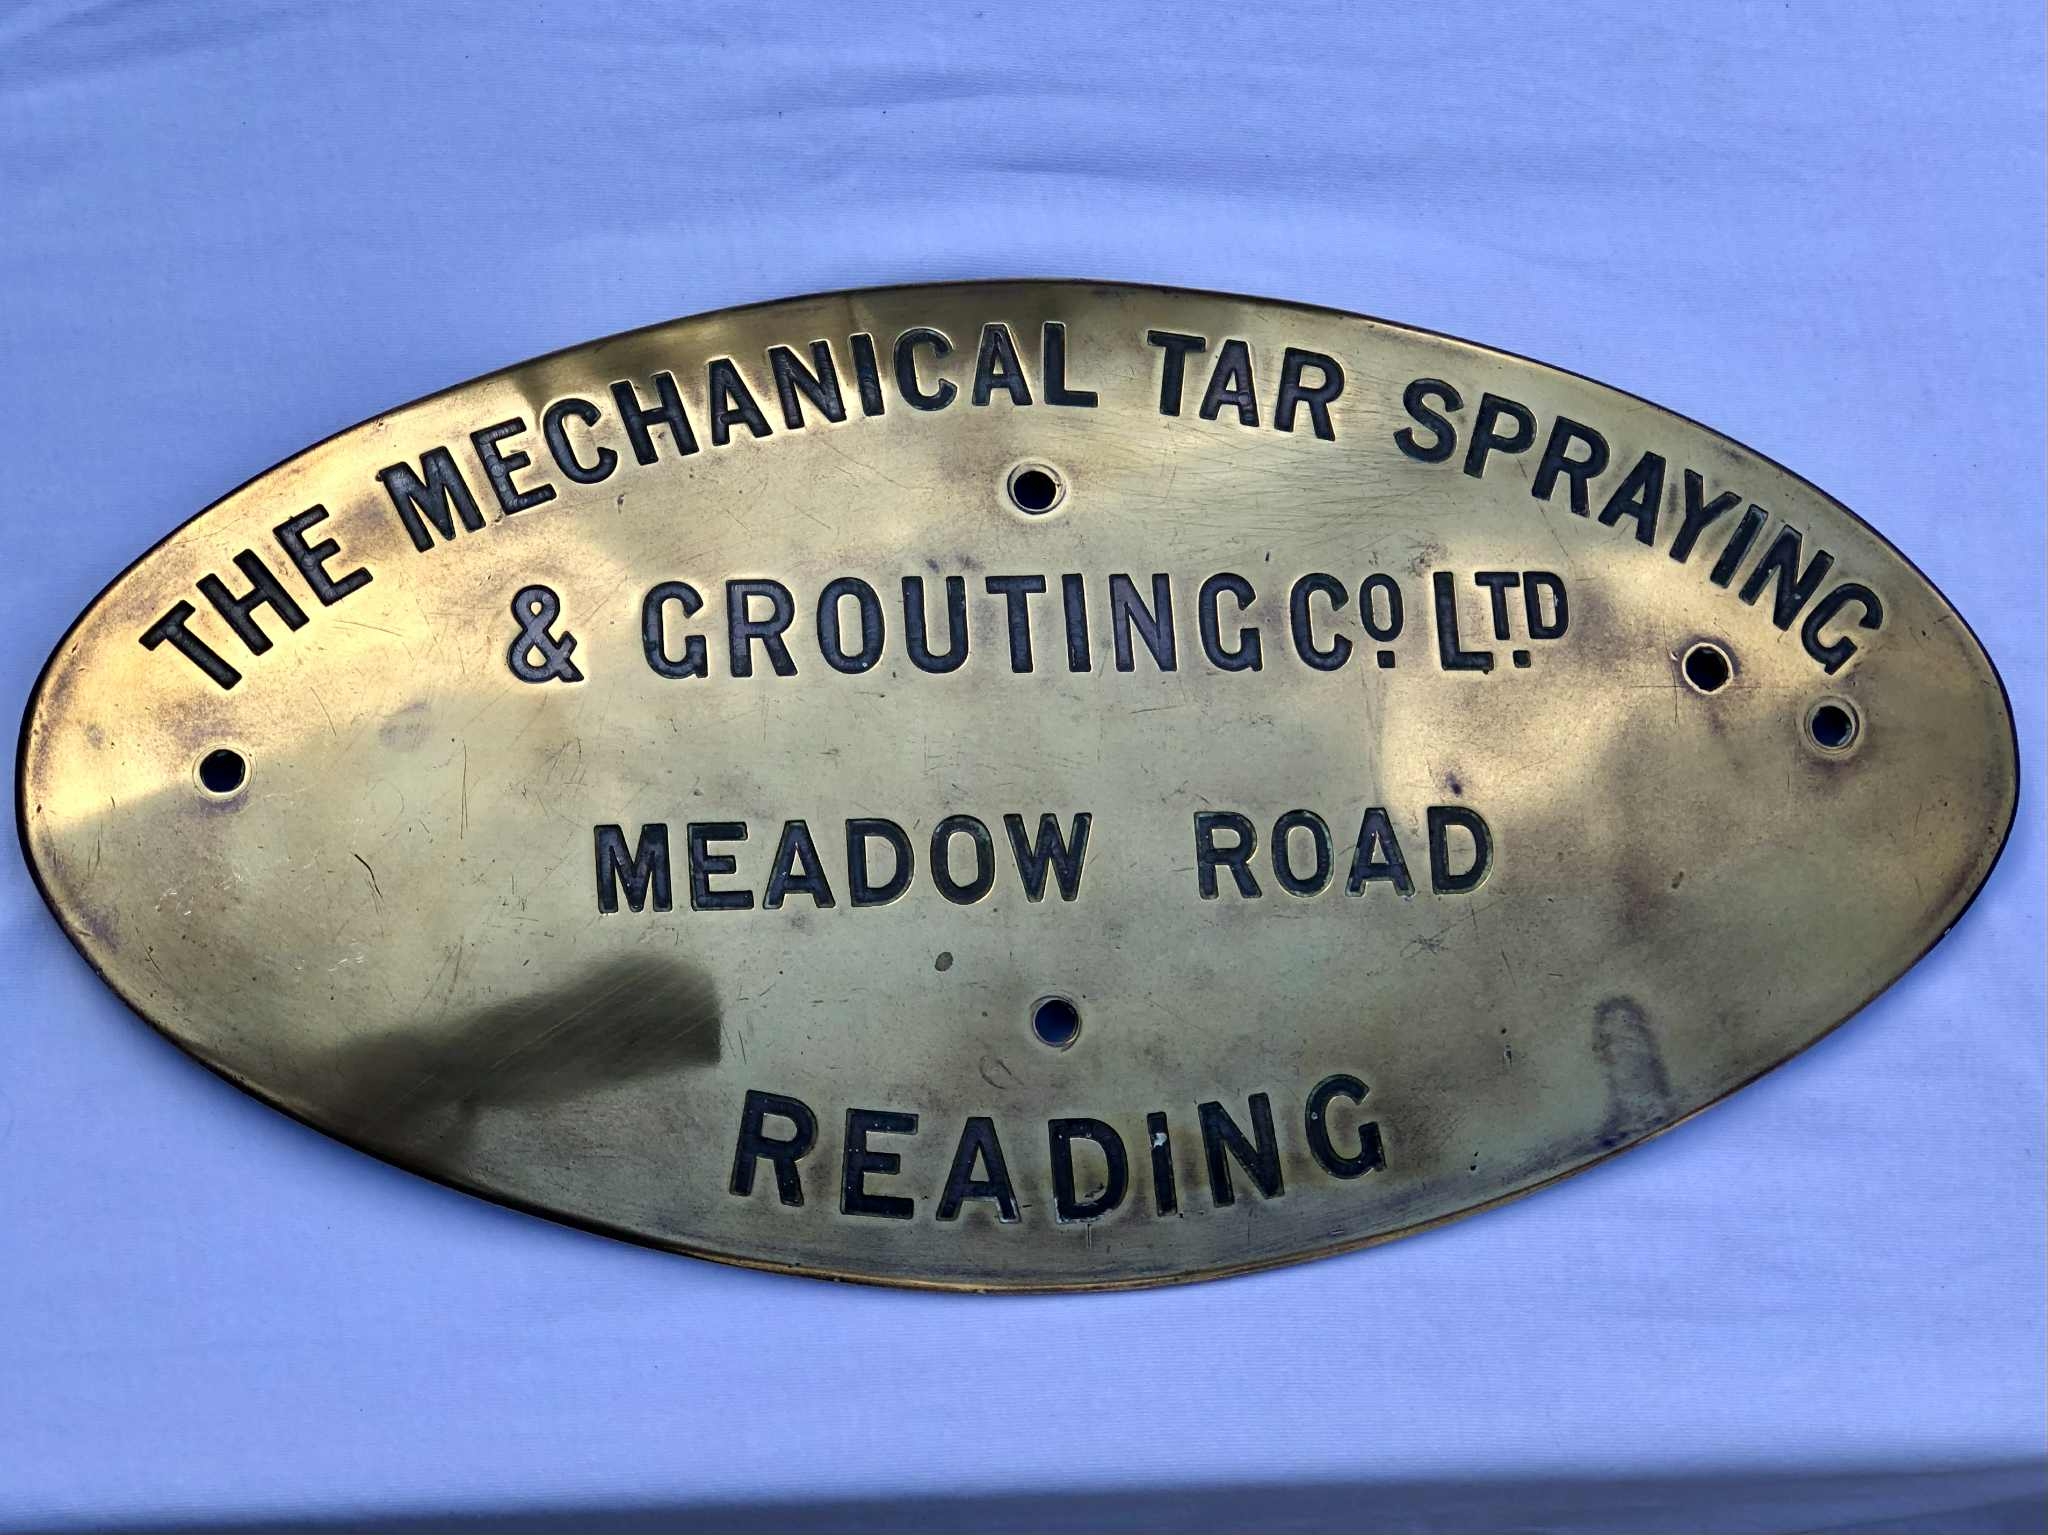 THE MECHANICAL TAR SPRAYING
& GROUTING Co. LTD.
MEADOW ROAD
READING